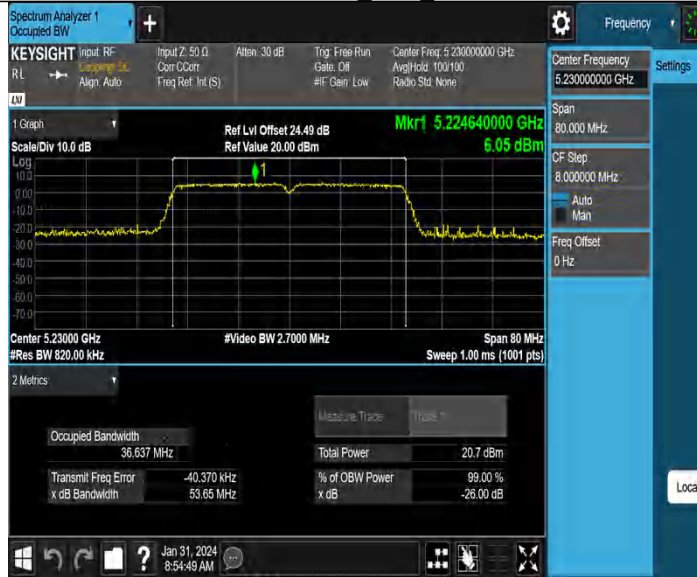 Spectrum Analyzer 1
Occupied BW
+
Frequency
KEYSIGHT Input: RF Input Z: 50 Ω Atten: 30 dB Trig: Free Run Center Freq: 5.230000000 GHz
RL Coupling: DC Corr CCorr Gate: Off Avg|Hold: 100/100
Align: Auto Freq Ref: Int (S) #IF Gain: Low Radio Std: None
Center Frequency
5.230000000 GHz
Settings
Span
80.000 MHz
CF Step
8.000000 MHz
Auto
Man
Freq Offset
0 Hz
1 Graph
Ref Lvl Offset 24.49 dB
Mkr1 5.224640000 GHz
Scale/Div 10.0 dB
Ref Value 20.00 dBm
6.05 dBm
Log
1
10.0
0.00
-10.0
-20.0
-30.0
-40.0
-50.0
-60.0
-70.0
Center 5.23000 GHz #Video BW 2.7000 MHz Span 80 MHz
#Res BW 820.00 kHz Sweep 1.00 ms (1001 pts)
2 Metrics
Measure Trace Trace 1
Occupied Bandwidth
36.637 MHz
Total Power 20.7 dBm
Transmit Freq Error -40.370 kHz
% of OBW Power 99.00 %
x dB Bandwidth 53.65 MHz
x dB -26.00 dB
Loca
?
Jan 31, 2024
8:54:49 AM